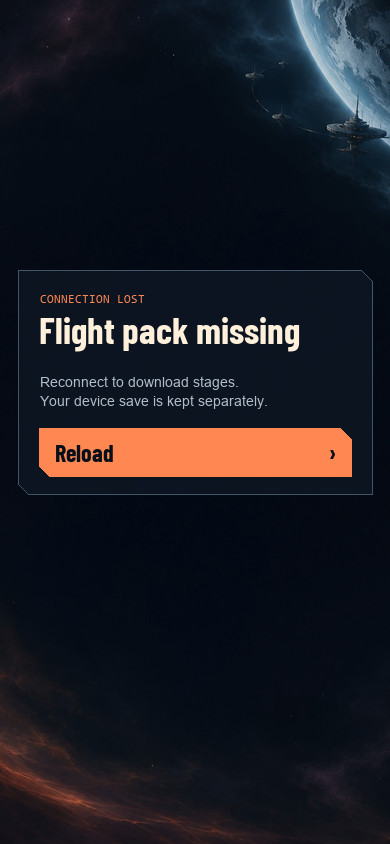 CONNECTION LOST
Flight pack missing
Reconnect to download stages.
Your device save is kept separately.
Reload ›